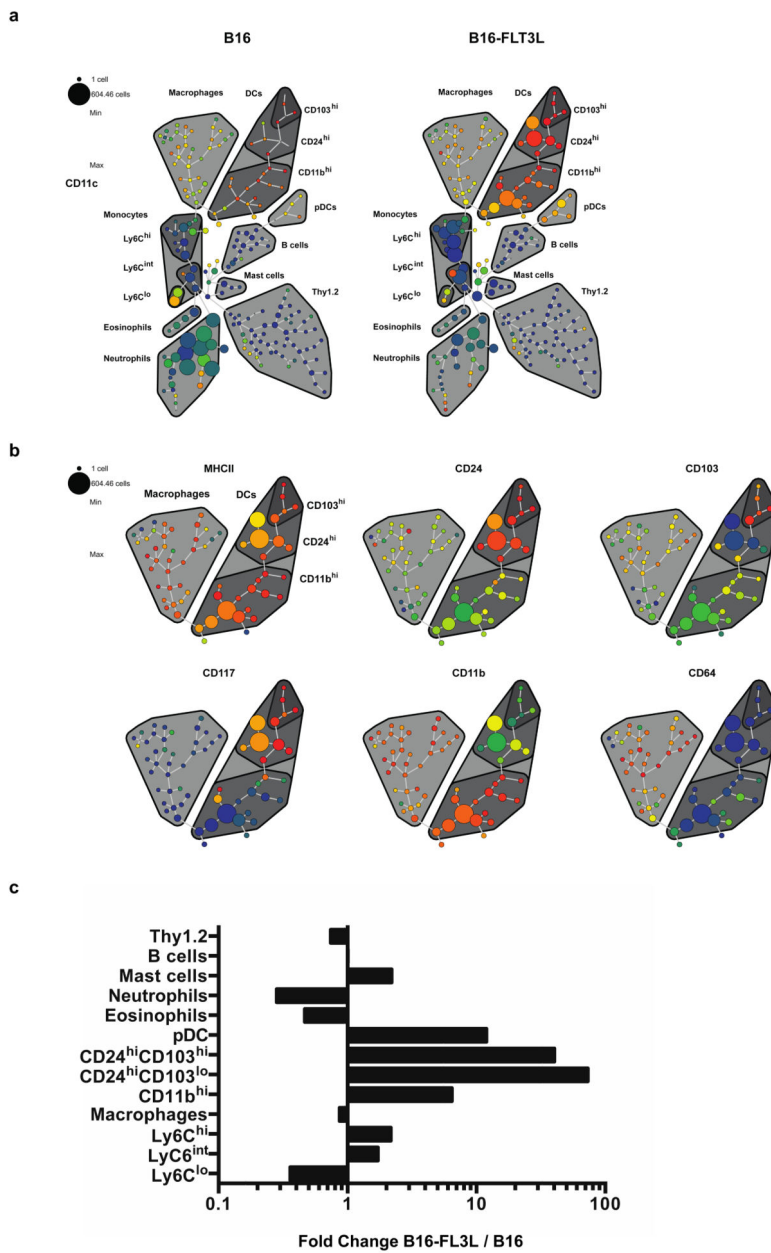 a
B16
B16-FLT3L
1 cell
604.46 cells
Min
Max
CD11c
Macrophages
DCs
CD103hi
CD24hi
CD11bhi
pDCs
Monocytes
Ly6Chi
B cells
Ly6Cint
Mast cells
Ly6Clo
Thy1.2
Eosinophils
Neutrophils
Macrophages
DCs
CD103hi
CD24hi
CD11bhi
pDCs
Monocytes
Ly6Chi
B cells
Ly6Cint
Mast cells
Ly6Clo
Thy1.2
Eosinophils
Neutrophils
b
1 cell
604.46 cells
Min
Max
MHCII
CD24
CD103
Macrophages
DCs
CD103hi
CD24hi
CD11bhi
CD117
CD11b
CD64
c
Thy1.2
B cells
Mast cells
Neutrophils
Eosinophils
pDC
CD24hiCD103hi
CD24hiCD103lo
CD11bhi
Macrophages
Ly6Chi
LyC6int
Ly6Clo
0.1 1 10 100
Fold Change B16-FL3L / B16